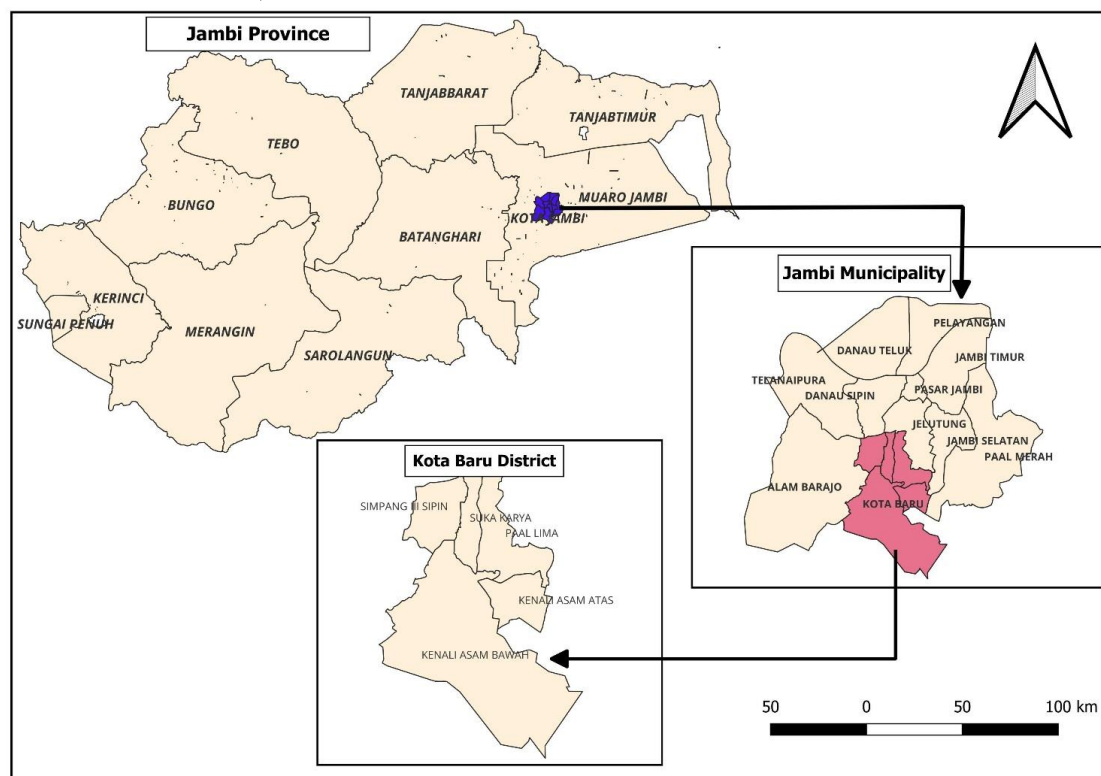 Jambi Province
TANJABBARAT
TANJABTIMUR
TEBO
BUNGO
MUARO JAMBI
KOTA JAMBI
BATANGHARI
KERINCI
SUNGAI PENUH
MERANGIN
SAROLANGUN
Jambi Municipality
PELAYANGAN
DANAU TELUK
JAMBI TIMUR
TELANAIPURA
PASAR JAMBI
DANAU SIPIN
JELUTUNG
JAMBI SELATAN
PAAL MERAH
ALAM BARAJO
KOTA BARU
Kota Baru District
SIMPANG III SIPIN
SUKA KARYA
PAAL LIMA
KENALI ASAM ATAS
KENALI ASAM BAWAH
50 0 50 100 km